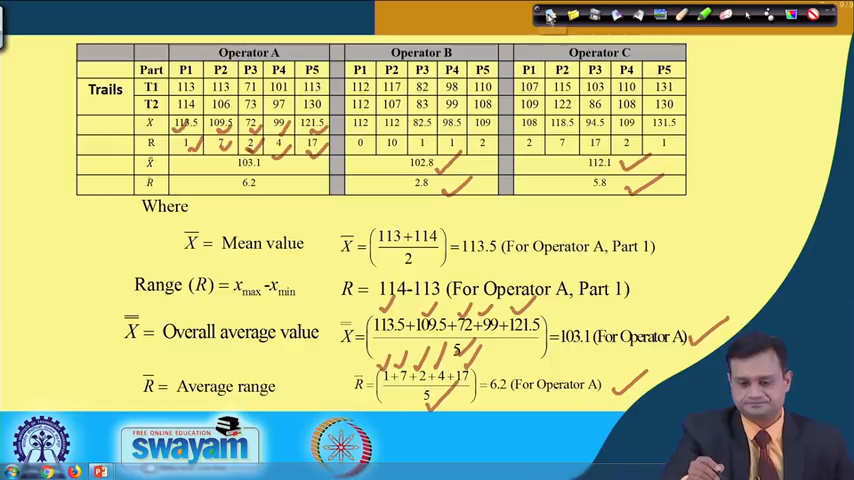 Operator A Operator B Operator C
Trails Part P1 P2 P3 P4 P5 P1 P2 P3 P4 P5 P1 P2 P3 P4 P5
T1 113 113 71 101 113 112 117 82 98 110 107 115 103 110 131
T2 114 106 73 97 130 112 107 83 99 108 109 122 86 108 130
X̄ 113.5 109.5 72 99 121.5 112 112 82.5 98.5 109 108 118.5 94.5 109 131.5
R 1 7 2 4 17 0 10 1 1 2 2 7 17 2 1
X̿ 103.1 102.8 112.1
R̄ 6.2 2.8 5.8
Where
X̄ = Mean value X̄ = (113+114 / 2) = 113.5 (For Operator A, Part 1)
Range (R) = xmax -xmin R = 114-113 (For Operator A, Part 1)
X̿ = Overall average value X̿ = (113.5+109.5+72+99+121.5 / 5) = 103.1 (For Operator A)
R̄ = Average range R̄ = (1+7+2+4+17 / 5) = 6.2 (For Operator A)
FREE ONLINE EDUCATION
swayam